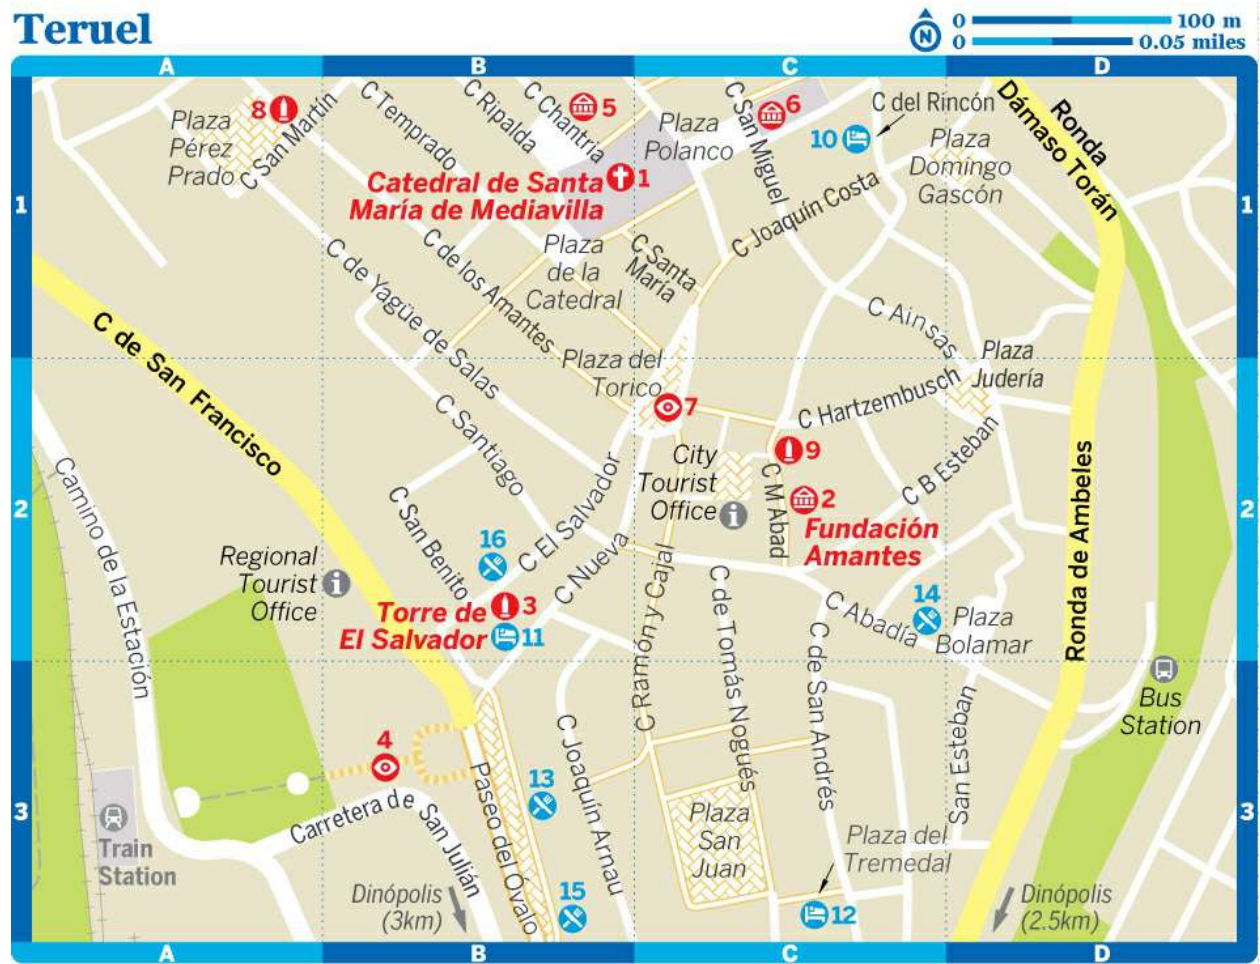 Teruel
N
0 100 m
0 0.05 miles
A B C D
1 1
2 2
3 3
A B C D
Plaza
Pérez
Prado
8
C San Martín
C Temprado
C Ripalda
C Chantría
5
Catedral de Santa
María de Mediavilla
1
Plaza
Polanco
C San Miguel
6
10
C del Rincón
Plaza
Domingo
Gascón
Ronda
Dámaso Torán
C Joaquín Costa
C de Yagüe de Salas
C de los Amantes
Plaza
de la
Catedral
C Santa
María
C Ainsas
Plaza
Judería
C de San Francisco
Plaza del
Torico
7
C Hartzembusch
C Santiago
City
Tourist
Office
i
9
C M Abad
2
Fundación
Amantes
C B Esteban
Ronda de Ambeles
Camino de la Estación
Regional
Tourist
Office
i
C San Benito
16
C El Salvador
C Nueva
Torre de
El Salvador
3
11
C Ramón y Cajal
C de Tomás Nogués
C de San Andrés
C Abadía
14
Plaza
Bolamar
San Esteban
Bus
Station
4
Carretera de San Julián
Paseo del Óvalo
13
C Joaquín Arnau
15
Plaza
San
Juan
Plaza del
Tremedal
12
Train
Station
Dinópolis
(3km)
Dinópolis
(2.5km)